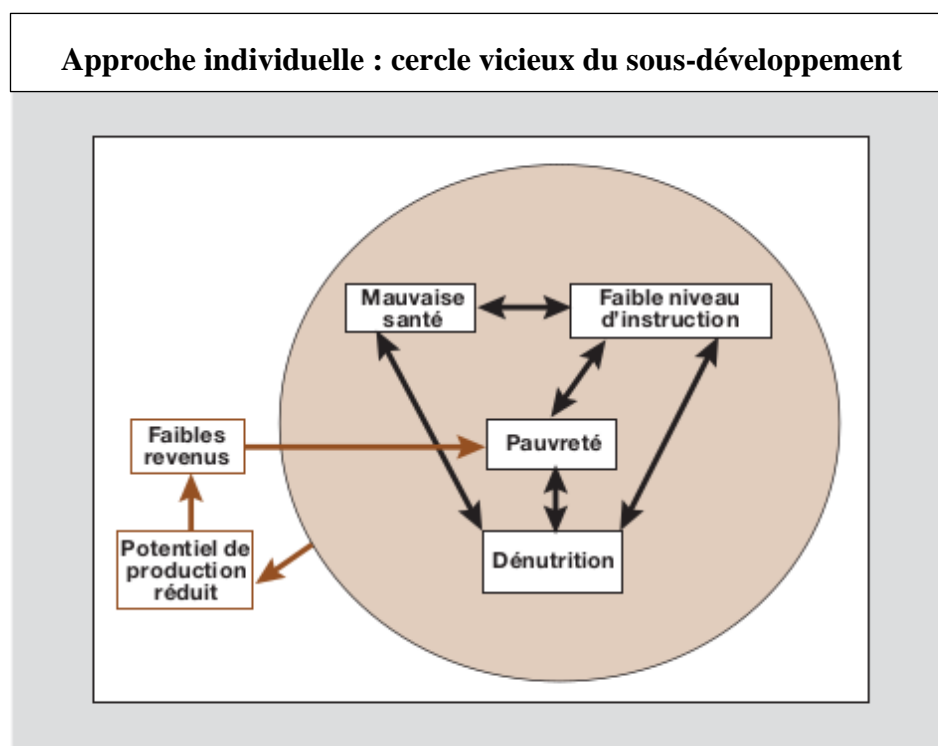 Approche individuelle : cercle vicieux du sous-développement
Mauvaise
santé
Faible niveau
d'instruction
Faibles
revenus
Pauvreté
Potentiel de
production
réduit
Dénutrition